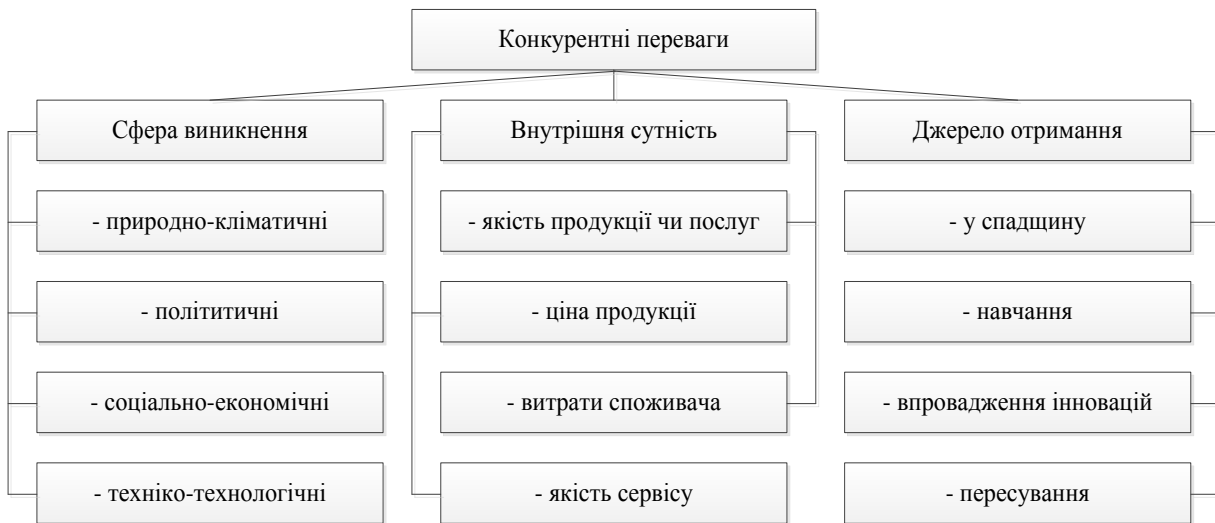 Конкурентні переваги
Сфера виникнення
- природно-кліматичні
- політитичні
- соціально-економічні
- техніко-технологічні
Внутрішня сутність
- якість продукції чи послуг
- ціна продукції
- витрати споживача
- якість сервісу
Джерело отримання
- у спадщину
- навчання
- впровадження інновацій
- пересування